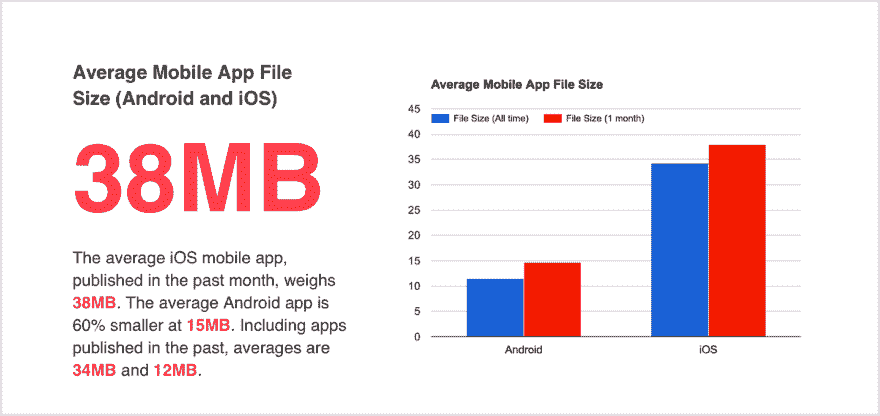 Average Mobile App File
Size (Android and iOS)
38MB
The average iOS mobile app,
published in the past month, weighs
38MB. The average Android app is
60% smaller at 15MB. Including apps
published in the past, averages are
34MB and 12MB.
Average Mobile App File Size
45
File Size (All time) File Size (1 month)
40
35
30
25
20
15
10
5
0
Android iOS